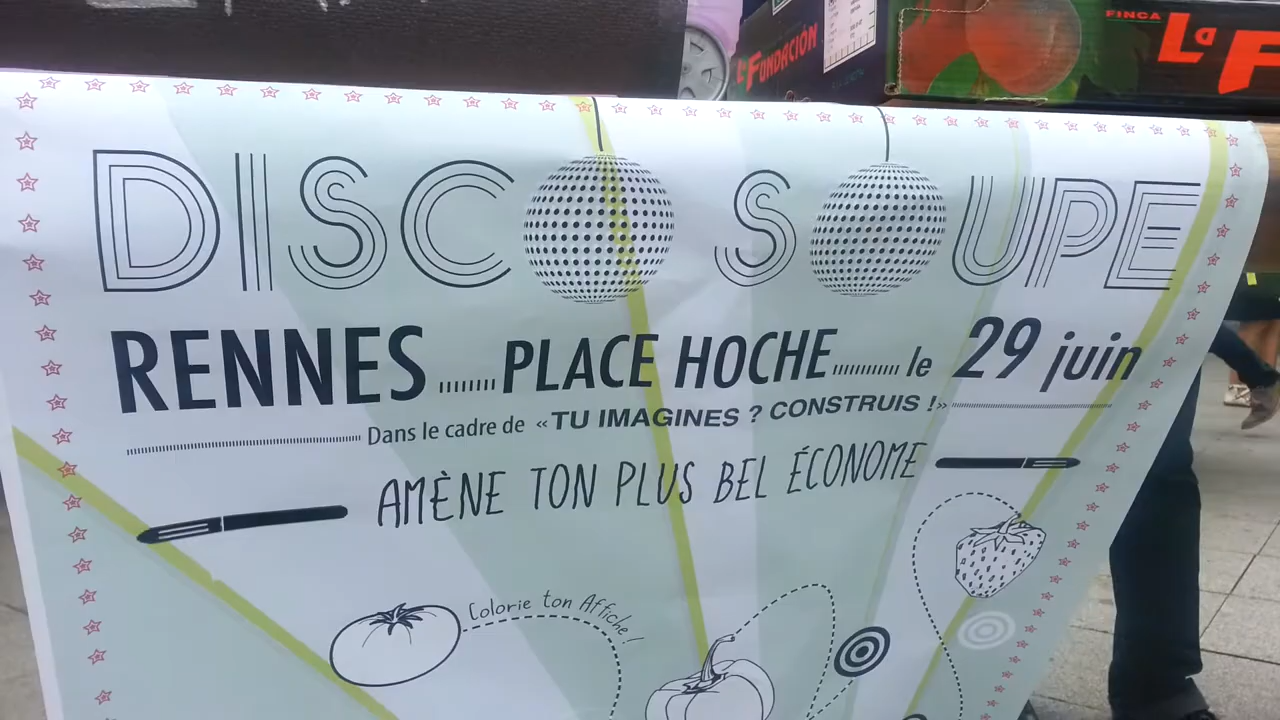 La FUNDACIÓN
FINCA
La F
DISCO SOUPE
RENNES ........ PLACE HOCHE ........... le 29 juin
Dans le cadre de «TU IMAGINES ? CONSTRUIS !»
AMÈNE TON PLUS BEL ÉCONOME
Colorie ton Affiche !